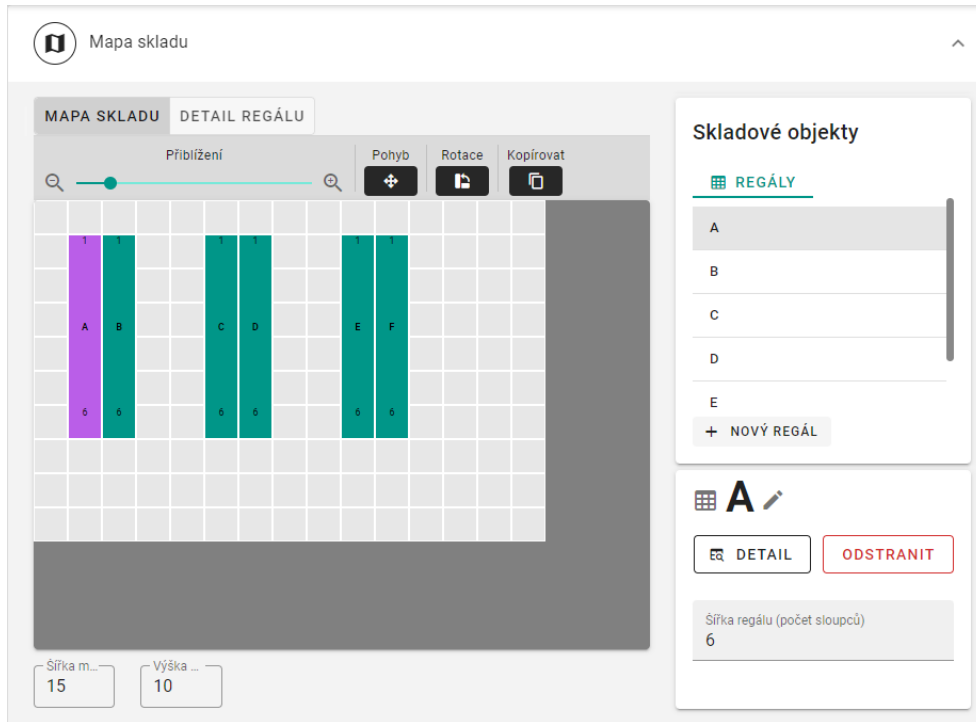 Mapa skladu
MAPA SKLADU DETAIL REGÁLU
Přiblížení Pohyb Rotace Kopírovat
1 1 1 1 1 1
A B C D E F
6 6 6 6 6 6
Šířka m... Výška ...
15 10
Skladové objekty
REGÁLY
A
B
C
D
E
+ NOVÝ REGÁL
A
DETAIL ODSTRANIT
Šířka regálu (počet sloupců)
6